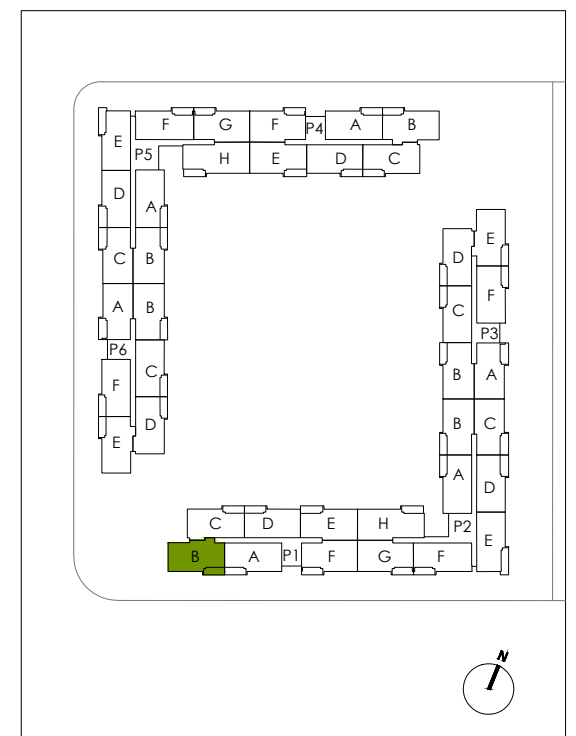 F G F P4 A B
E P5 H E D C
D A
C B
A B
P6
F C
E D
E
D F
C P3
B A
B C
A D
C D E H P2 E
B A P1 F G F
N